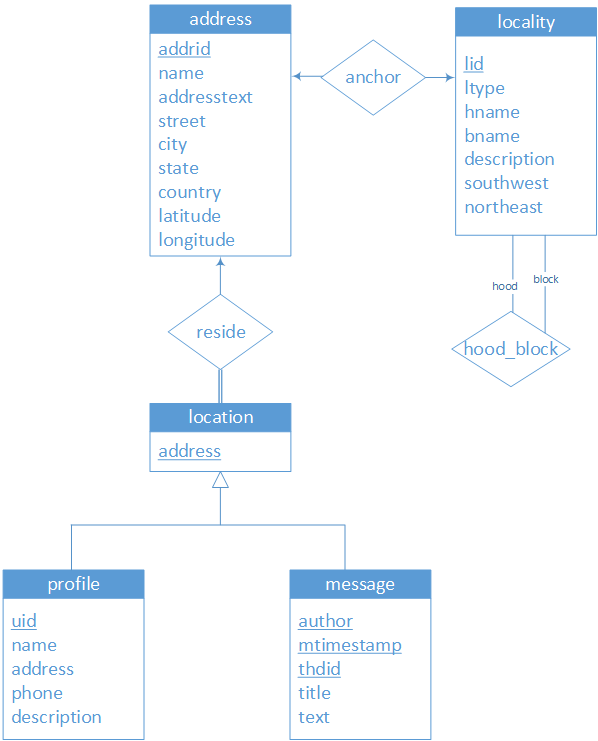 address
addrid
name
addresstext
street
city
state
country
latitude
longitude
anchor
locality
lid
ltype
hname
bname
description
southwest
northeast
hood
block
hood_block
reside
location
address
profile
uid
name
address
phone
description
message
author
mtimestamp
thdid
title
text